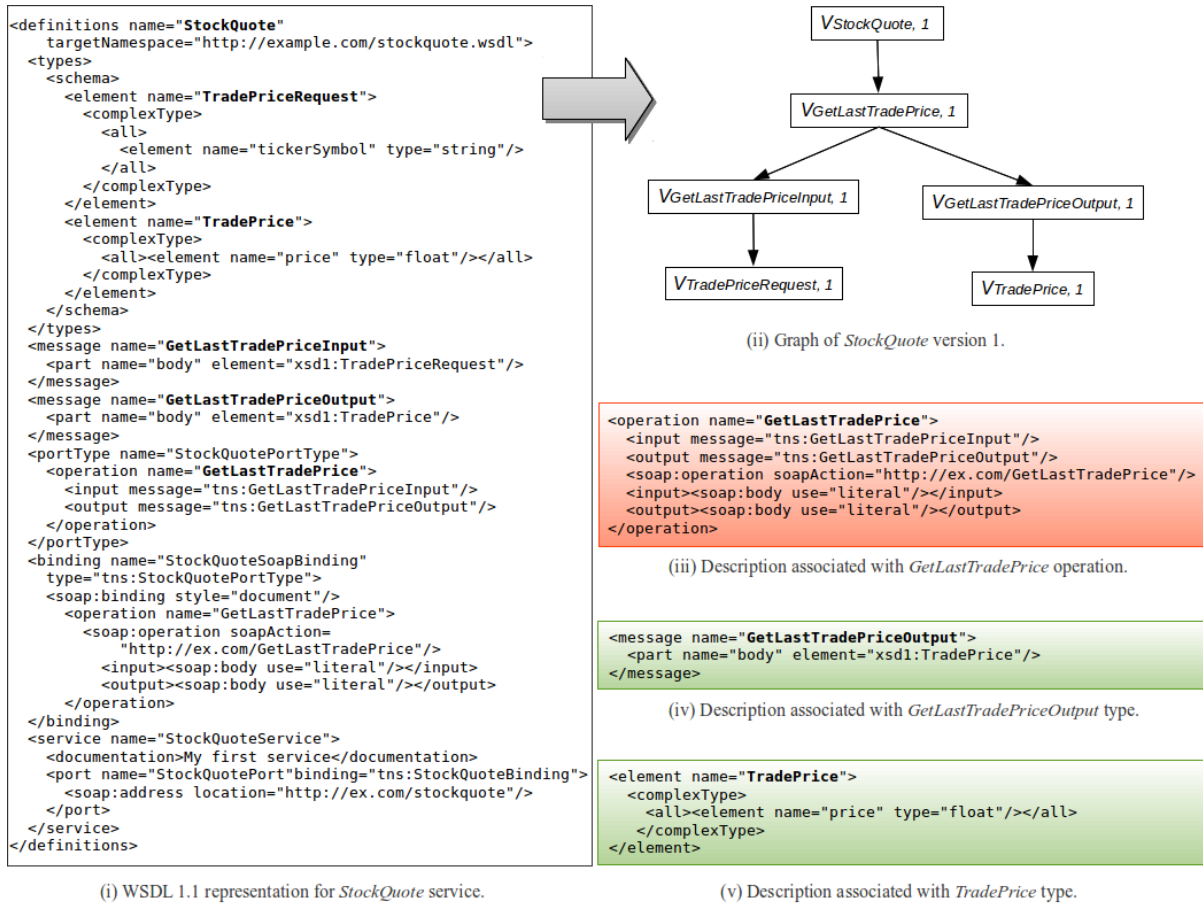 <definitions name="StockQuote"
targetNamespace="http://example.com/stockquote.wsdl">
<types>
<schema>
<element name="TradePriceRequest">
<complexType>
<all>
<element name="tickerSymbol" type="string"/>
</all>
</complexType>
</element>
<element name="TradePrice">
<complexType>
<all><element name="price" type="float"/></all>
</complexType>
</element>
</schema>
</types>
<message name="GetLastTradePriceInput">
<part name="body" element="xsd1:TradePriceRequest"/>
</message>
<message name="GetLastTradePriceOutput">
<part name="body" element="xsd1:TradePrice"/>
</message>
<portType name="StockQuotePortType">
<operation name="GetLastTradePrice">
<input message="tns:GetLastTradePriceInput"/>
<output message="tns:GetLastTradePriceOutput"/>
</operation>
</portType>
<binding name="StockQuoteSoapBinding"
type="tns:StockQuotePortType">
<soap:binding style="document"/>
<operation name="GetLastTradePrice">
<soap:operation soapAction=
"http://ex.com/GetLastTradePrice"/>
<input><soap:body use="literal"/></input>
<output><soap:body use="literal"/></output>
</operation>
</binding>
<service name="StockQuoteService">
<documentation>My first service</documentation>
<port name="StockQuotePort"binding="tns:StockQuoteBinding">
<soap:address location="http://ex.com/stockquote"/>
</port>
</service>
</definitions>
(i) WSDL 1.1 representation for StockQuote service.
VStockQuote, 1
VGetLastTradePrice, 1
VGetLastTradePriceInput, 1
VGetLastTradePriceOutput, 1
VTradePriceRequest, 1
VTradePrice, 1
(ii) Graph of StockQuote version 1.
<operation name="GetLastTradePrice">
<input message="tns:GetLastTradePriceInput"/>
<output message="tns:GetLastTradePriceOutput"/>
<soap:operation soapAction="http://ex.com/GetLastTradePrice"/>
<input><soap:body use="literal"/></input>
<output><soap:body use="literal"/></output>
</operation>
(iii) Description associated with GetLastTradePrice operation.
<message name="GetLastTradePriceOutput">
<part name="body" element="xsd1:TradePrice"/>
</message>
(iv) Description associated with GetLastTradePriceOutput type.
<element name="TradePrice">
<complexType>
<all><element name="price" type="float"/></all>
</complexType>
</element>
(v) Description associated with TradePrice type.